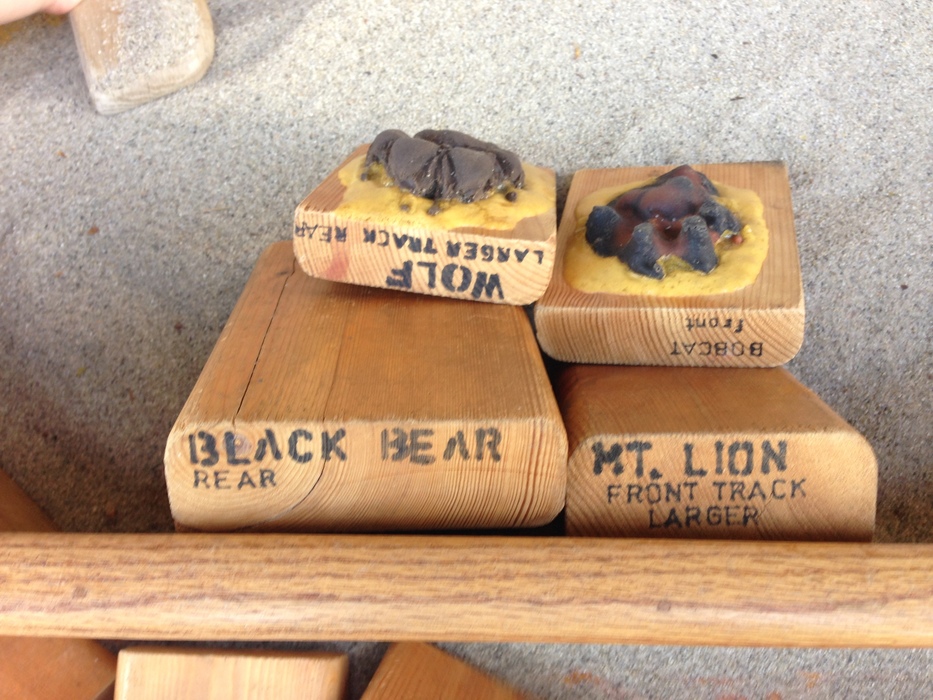 WOLF
LARGER TRACK REAR
BOBCAT
front
BLACK BEAR
REAR
MT. LION
FRONT TRACK
LARGER